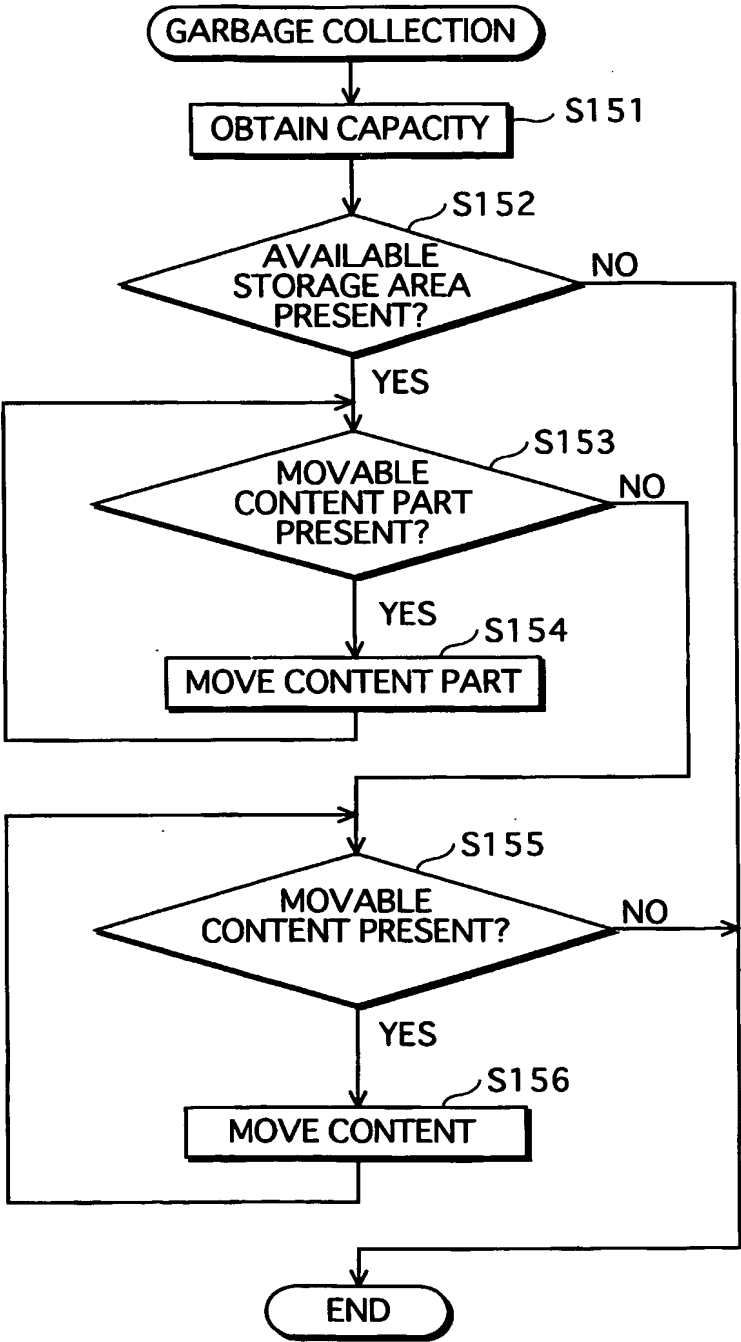 GARBAGE COLLECTION
S151
OBTAIN CAPACITY
S152
AVAILABLE
STORAGE AREA
PRESENT?
NO
YES
S153
MOVABLE
CONTENT PART
PRESENT?
NO
YES
S154
MOVE CONTENT PART
S155
MOVABLE
CONTENT PRESENT?
NO
YES
S156
MOVE CONTENT
END